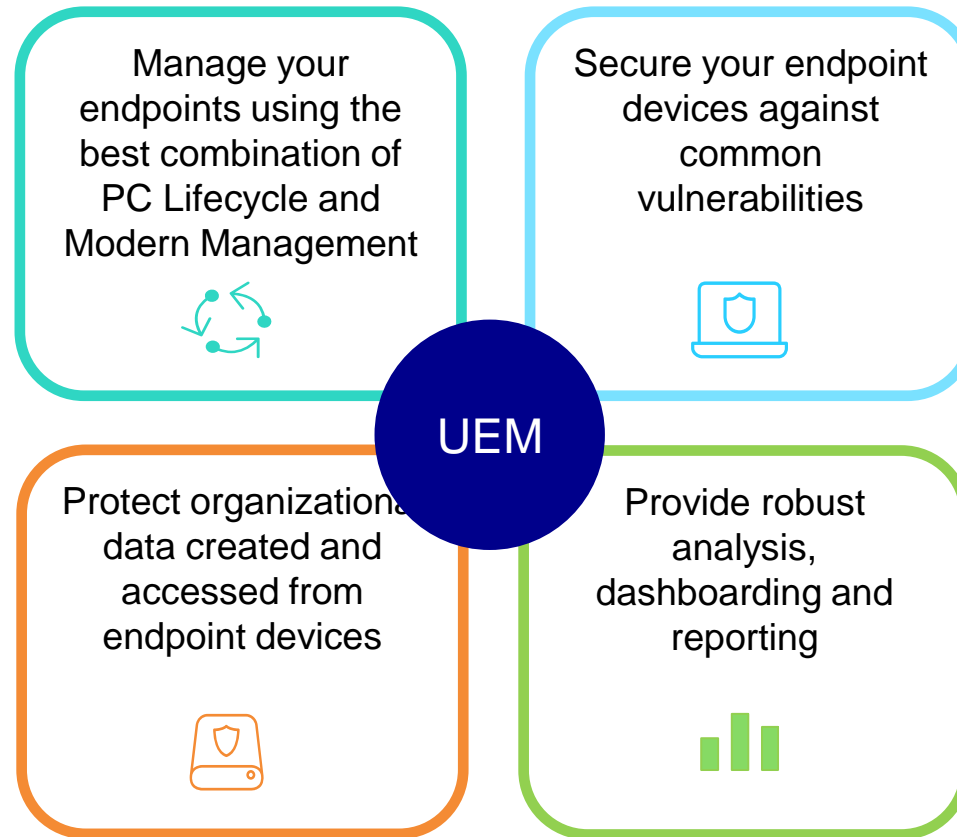 Manage your
endpoints using the
best combination of
PC Lifecycle and
Modern Management
Secure your endpoint
devices against
common
vulnerabilities
UEM
Protect organizationa
data created and
accessed from
endpoint devices
Provide robust
analysis,
dashboarding and
reporting